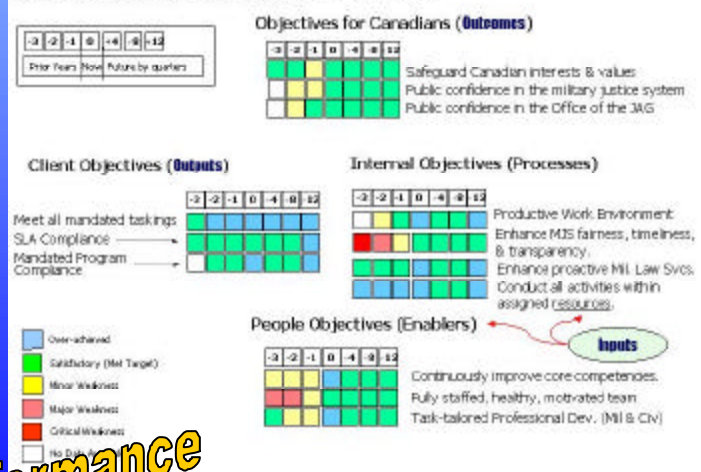 Objectives for Canadians (Outcomes)
-3 -2 -1 0 +4 -8 -12
Prior Years Now Future by quarters
-3 -2 -1 0 -4 -8 12
Safeguard Canadian interests & values
Public confidence in the military justice system
Public confidence in the Office of the JAG
Client Objectives (Outputs)
-3 -2 -1 0 -4 -8 -12
Meet all mandated taskings
SLA Compliance
Mandated Program
Compliance
Internal Objectives (Processes)
-3 -2 -1 0 -4 -8 -12
Productive Work Environment
Enhance MJS fairness, timeliness,
& transparency.
Enhance proactive Mil. Law Svcs.
Conduct all activities within
assigned resources.
Inputs
People Objectives (Enablers)
-3 -2 -1 0 -4 -8 -12
Continuously improve core competencies.
Fully staffed, healthy, motivated team
Task-tailored Professional Dev. (Mil & Civ)
Over-achieved
Satisfactory (Met Target)
Minor Weakness
Major Weakness
Critical Weakness
No Data
rmance